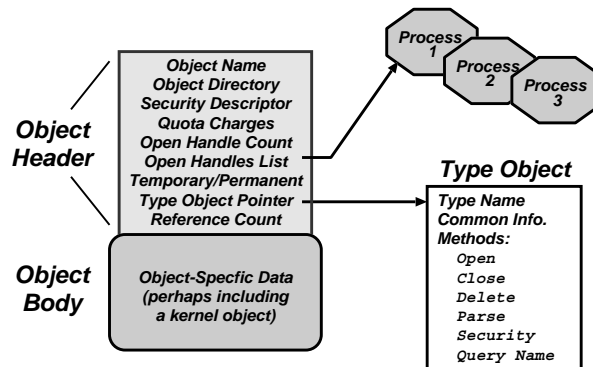 Process
1
Process
2
Process
3
Object Name
Object Directory
Security Descriptor
Quota Charges
Open Handle Count
Open Handles List
Temporary/Permanent
Type Object Pointer
Reference Count
Object
Header
Type Object
Type Name
Common Info.
Methods:
Open
Close
Delete
Parse
Security
Query Name
Object
Body
Object-Specfic Data
(perhaps including
a kernel object)